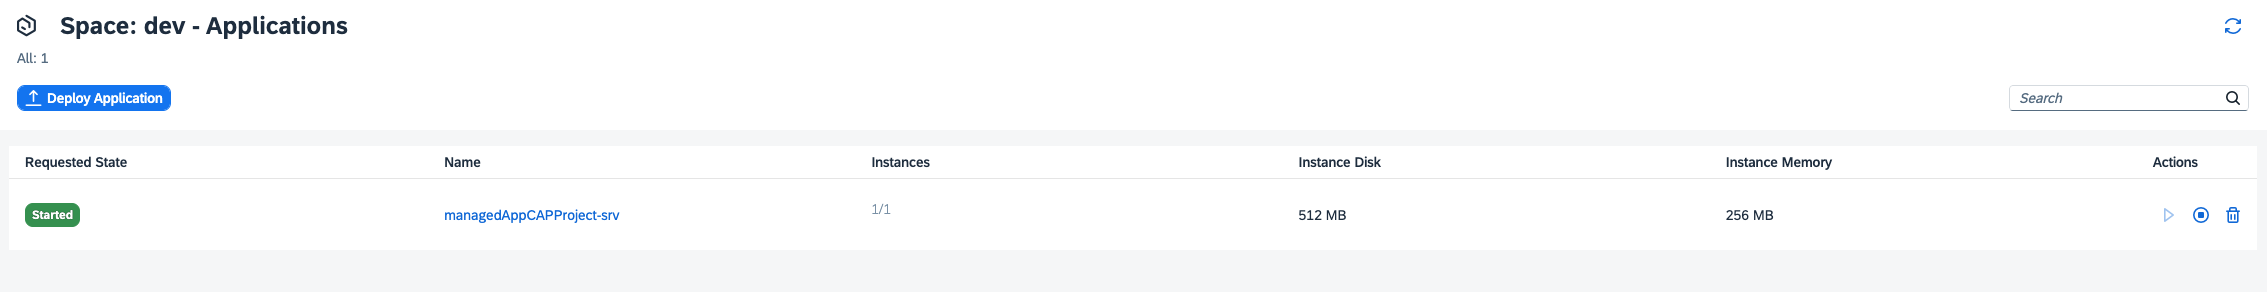 Space: dev - Applications
All: 1
Deploy Application
Search
Requested State Name Instances Instance Disk Instance Memory Actions
Started managedAppCAPProject-srv 1/1 512 MB 256 MB